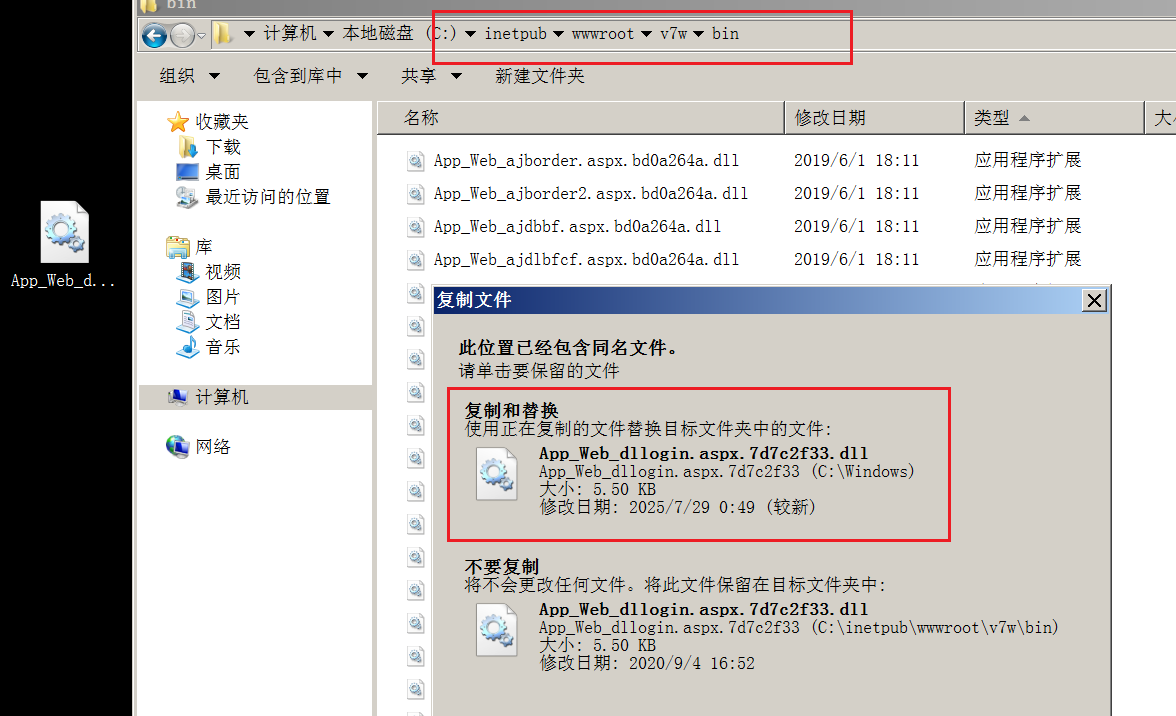 bin
计算机 本地磁盘 (C:) inetpub wwwroot v7w bin
组织 包含到库中 共享 新建文件夹
名称 修改日期 类型
收藏夹
下载
桌面
最近访问的位置
库
视频
图片
文档
音乐
计算机
网络
App_Web_d...
App_Web_ajborder.aspx.bd0a264a.dll 2019/6/1 18:11 应用程序扩展
App_Web_ajborder2.aspx.bd0a264a.dll 2019/6/1 18:11 应用程序扩展
App_Web_ajdbbf.aspx.bd0a264a.dll 2019/6/1 18:11 应用程序扩展
App_Web_ajdlbfcf.aspx.bd0a264a.dll 2019/6/1 18:11 应用程序扩展
复制文件
此位置已经包含同名文件。
请单击要保留的文件
复制和替换
使用正在复制的文件替换目标文件夹中的文件:
App_Web_dllogin.aspx.7d7c2f33.dll
App_Web_dllogin.aspx.7d7c2f33 (C:\Windows)
大小: 5.50 KB
修改日期: 2025/7/29 0:49 (较新)
不要复制
将不会更改任何文件。将此文件保留在目标文件夹中:
App_Web_dllogin.aspx.7d7c2f33.dll
App_Web_dllogin.aspx.7d7c2f33 (C:\inetpub\wwwroot\v7w\bin)
大小: 5.50 KB
修改日期: 2020/9/4 16:52